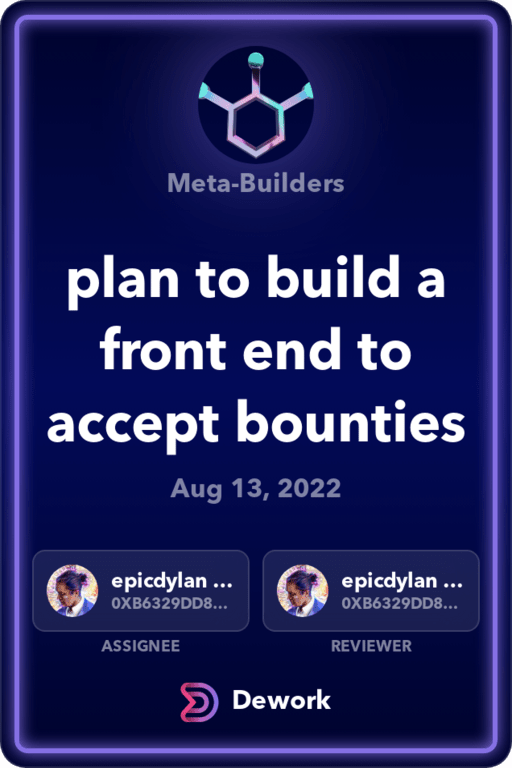 Meta-Builders
plan to build a
front end to
accept bounties
Aug 13, 2022
epicdylan ...
0XB6329DD8...
ASSIGNEE
epicdylan ...
0XB6329DD8...
REVIEWER
Dework